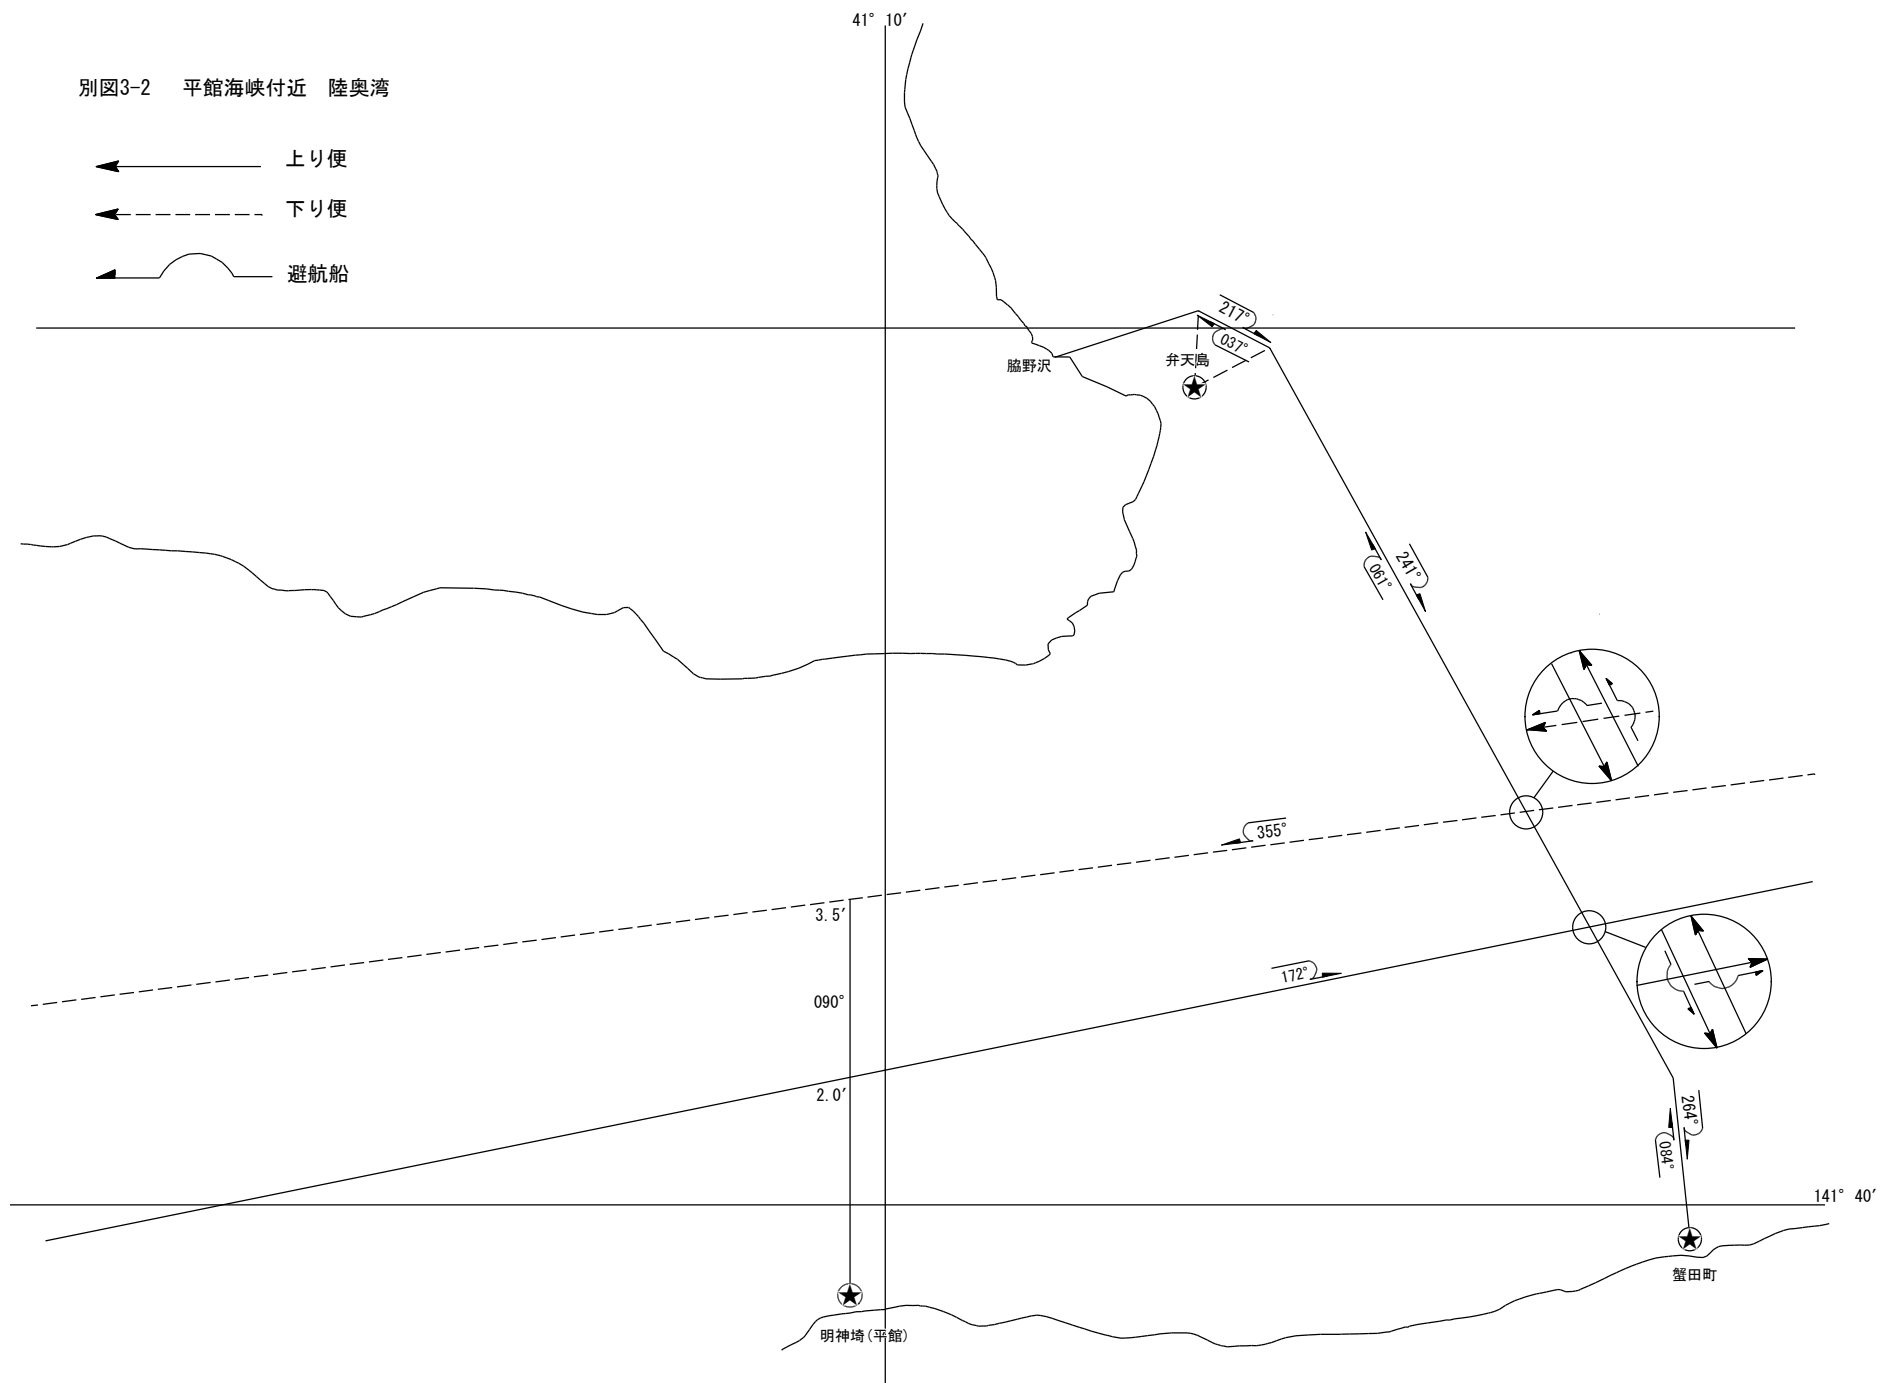 41° 10′
別図3-2 平館海峡付近 陸奥湾
上り便
下り便
避航船
217°
037°
弁天島
脇野沢
241°
061°
355°
3.5′
172°
090°
2.0′
264°
084°
141° 40′
蟹田町
明神埼(平館)